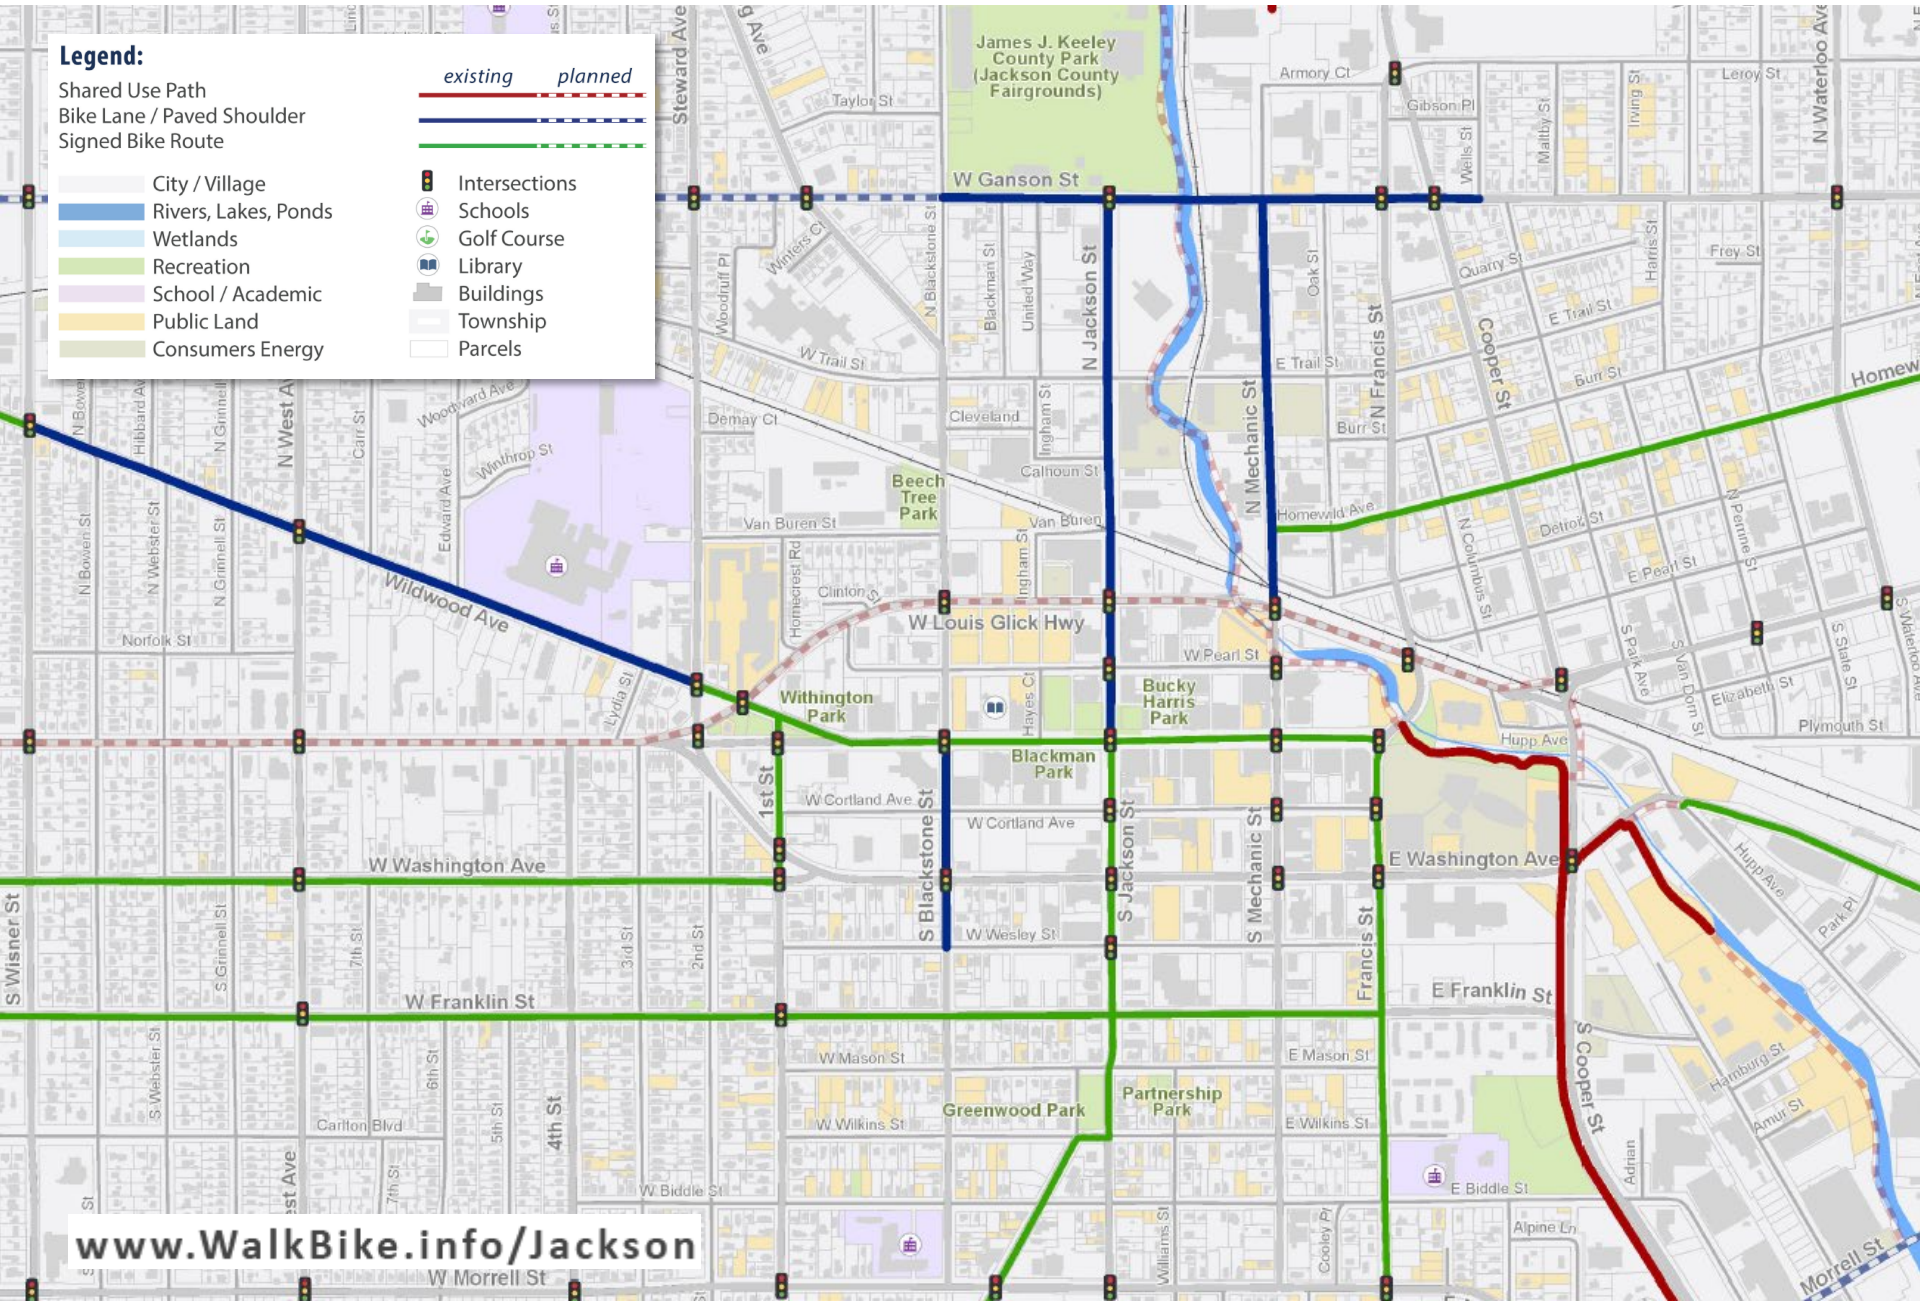 Legend:
existing planned
Shared Use Path
Bike Lane / Paved Shoulder
Signed Bike Route
City / Village
Rivers, Lakes, Ponds
Wetlands
Recreation
School / Academic
Public Land
Consumers Energy
Intersections
Schools
Golf Course
Library
Buildings
Township
Parcels
Steward Ave
g Ave
James J. Keeley
County Park
(Jackson County
Fairgrounds)
Taylor St
Armory Ct
Gibson Pl
Leroy St
Irving St
Maltby St
Wells St
N Waterloo Ave
W Ganson St
Winters Ct
Woodruff Pl
N Blackstone St
Blackman St
United Way
N Jackson St
Oak St
Quarry St
Harris St
Frey St
E Trail St
N Francis St
Cooper St
W Trail St
E Trail St
Burr St
Homew
N Bowen
Hibbard Av
N Grinnell
N West A
Carr St
Woodward Ave
Demay Ct
Cleveland
Ingham St
N Mechanic St
Burr St
Winthrop St
Calhoun St
Edward Ave
Beech
Tree
Park
Homewild Ave
Detroit St
N Perrine St
N Columbus St
Van Buren St
Van Buren
N Bowen St
N Webster St
N Grinnell St
Wildwood Ave
Homecrest Rd
Clinton St
Ingham St
E Pearl St
W Louis Glick Hwy
Norfolk St
W Pearl St
S Park Ave
S Van Dorn St
S State St
S Waterloo Ave
Elizabeth St
Lydia St
Withington
Park
Hayes Ct
Bucky
Harris
Park
Plymouth St
Hupp Ave
Blackman
Park
1st St
W Cortland Ave
W Cortland Ave
S Blackstone St
S Jackson St
S Mechanic St
W Washington Ave
E Washington Ave
Hupp Ave
Park Pl
S Wisner St
S Grinnell St
7th St
3rd St
2nd St
W Wesley St
Francis St
W Franklin St
E Franklin St
S Webster St
6th St
W Mason St
E Mason St
S Cooper St
Hamburg St
Amur St
Greenwood Park
Partnership
Park
Carlton Blvd
5th St
4th St
W Wilkins St
E Wilkins St
Adrian
7th St
est Ave
W Biddle St
E Biddle St
Alpine Ln
Williams St
Cooley Pl
www.WalkBike.info/Jackson
W Morrell St
Morrell St